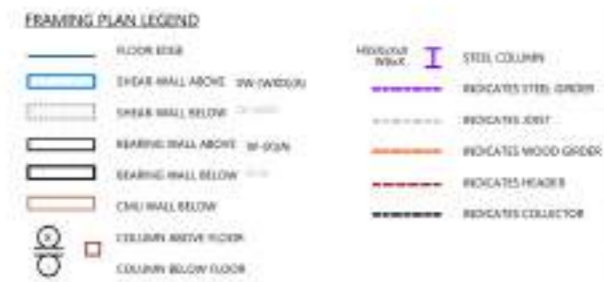 FRAMING PLAN LEGEND
FLOOR EDGE
SHEAR WALL ABOVE
SHEAR WALL BELOW
BEARING WALL ABOVE
BEARING WALL BELOW
CMU WALL BELOW
COLUMN ABOVE FLOOR
COLUMN BELOW FLOOR
STEEL COLUMN
INDICATES STEEL GIRDER
INDICATES JOIST
INDICATES WOOD GIRDER
INDICATES HEADER
INDICATES COLLECTOR